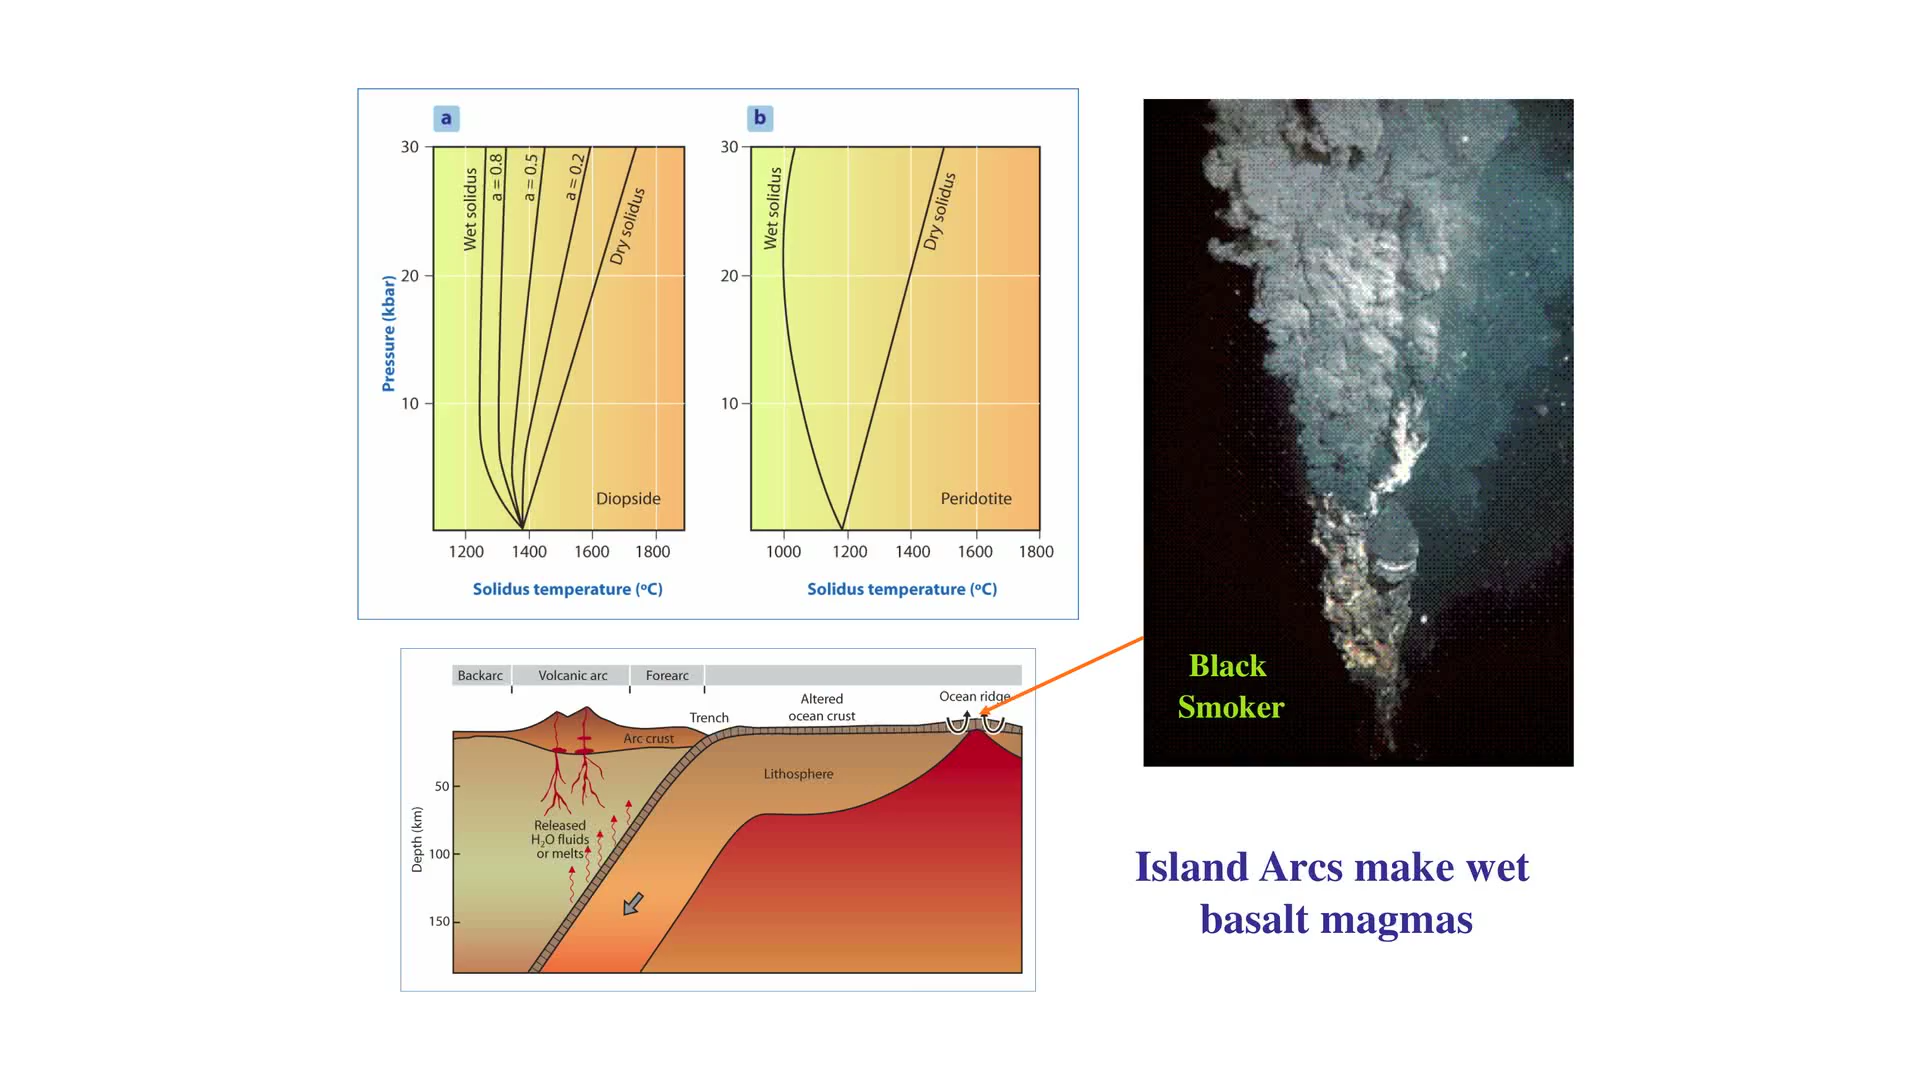 a
b
30
20
10
Pressure (kbar)
Wet solidus
a = 0.8
a = 0.5
a = 0.2
Dry solidus
Diopside
1200 1400 1600 1800
Solidus temperature (ºC)
30
20
10
Wet solidus
Dry solidus
Peridotite
1000 1200 1400 1600 1800
Solidus temperature (ºC)
Black
Smoker
Backarc Volcanic arc Forearc
Trench
Altered
ocean crust
Ocean ridge
Arc crust
Lithosphere
Released
H₂O fluids
or melts
Depth (km)
50
100
150
Island Arcs make wet
basalt magmas